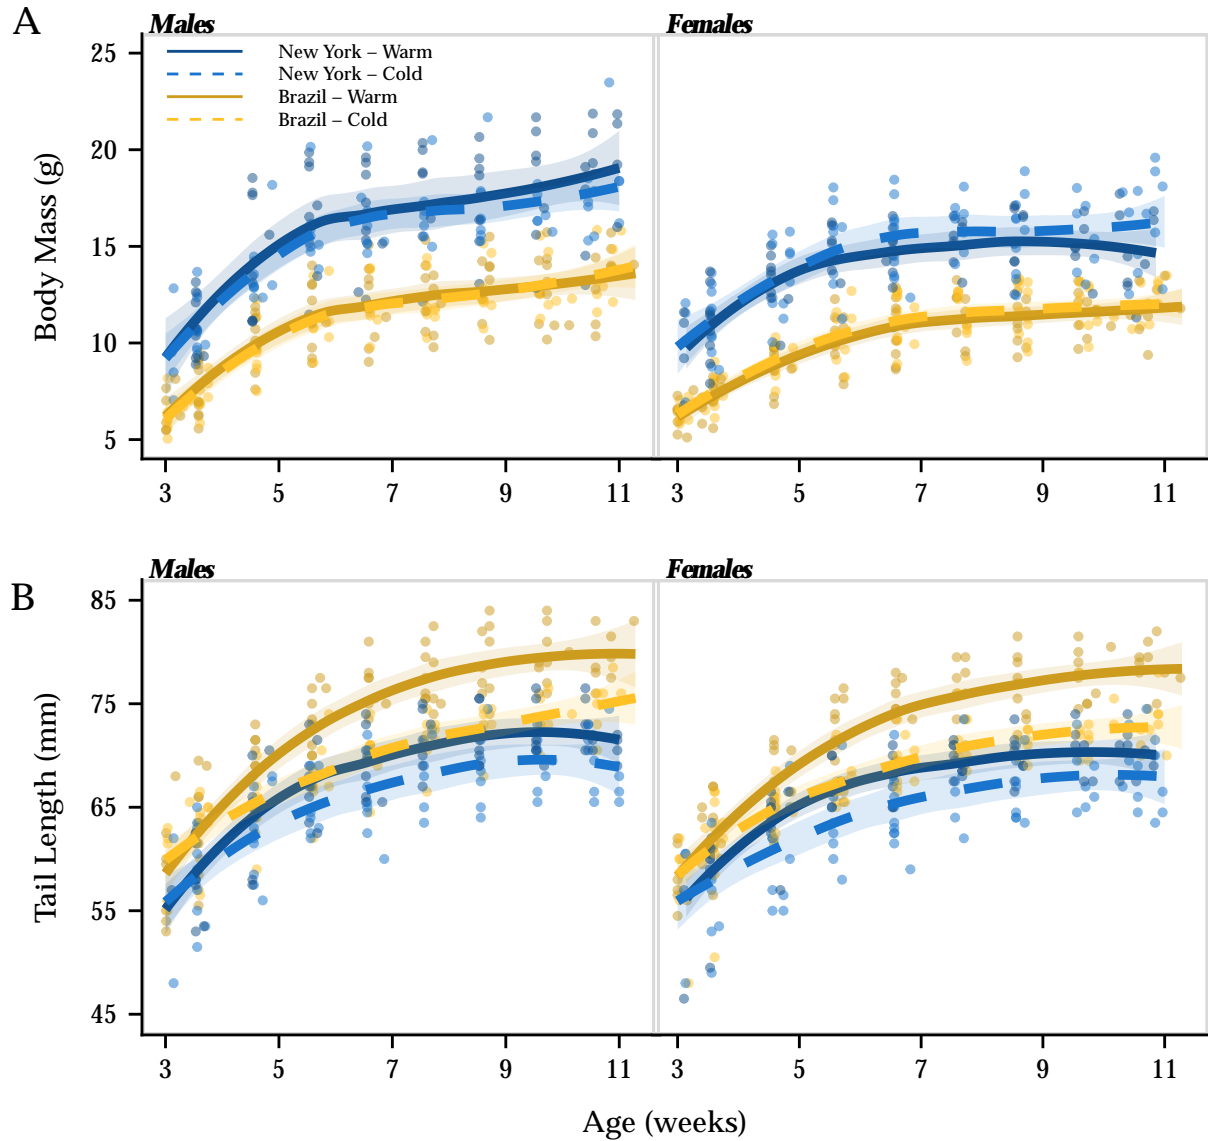 A
Males
Females
New York – Warm
New York – Cold
Brazil – Warm
Brazil – Cold
Body Mass (g)
25
20
15
10
5
3 5 7 9 11
3 5 7 9 11
B
Males
Females
Tail Length (mm)
85
75
65
55
45
3 5 7 9 11
3 5 7 9 11
Age (weeks)